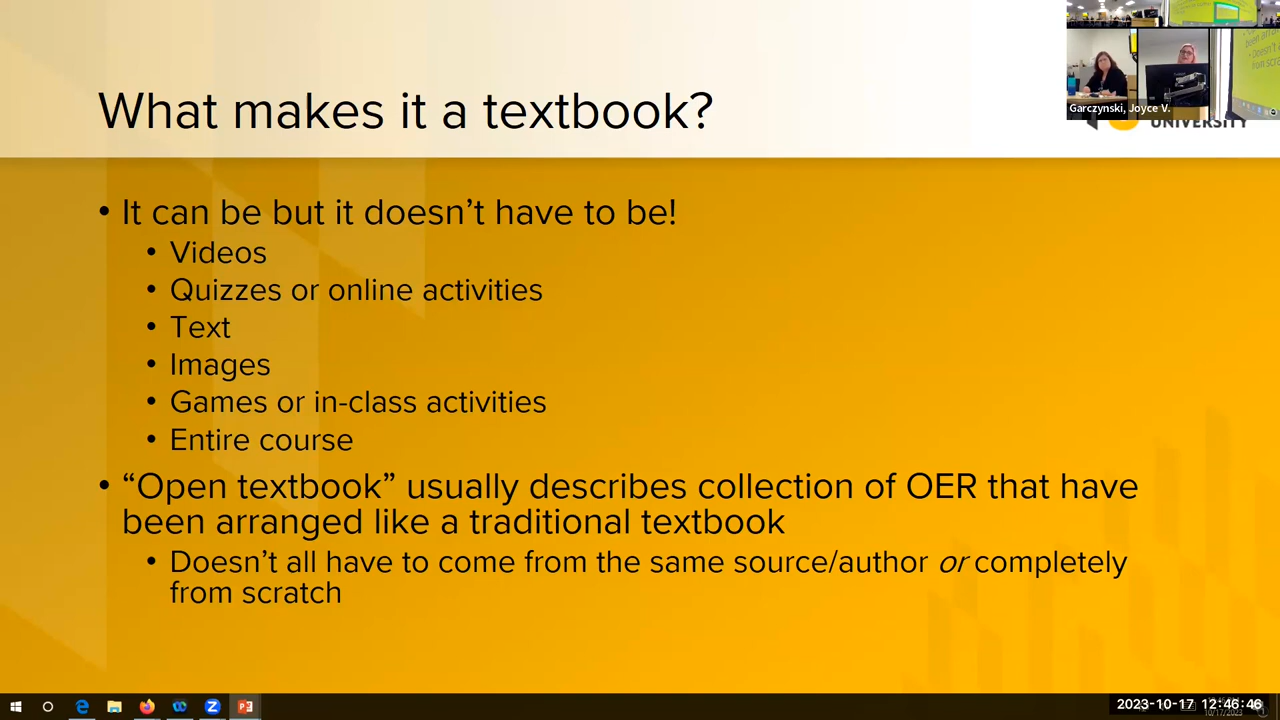 What makes it a textbook?
Garczynski, Joyce V.
UNIVERSITY
• It can be but it doesn’t have to be!
• Videos
• Quizzes or online activities
• Text
• Images
• Games or in-class activities
• Entire course
• “Open textbook” usually describes collection of OER that have
been arranged like a traditional textbook
• Doesn’t all have to come from the same source/author or completely
from scratch
2023-10-17 12:46:46